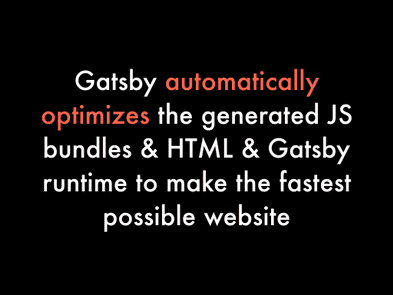 Gatsby automatically
optimizes the generated JS
bundles & HTML & Gatsby
runtime to make the fastest
possible website